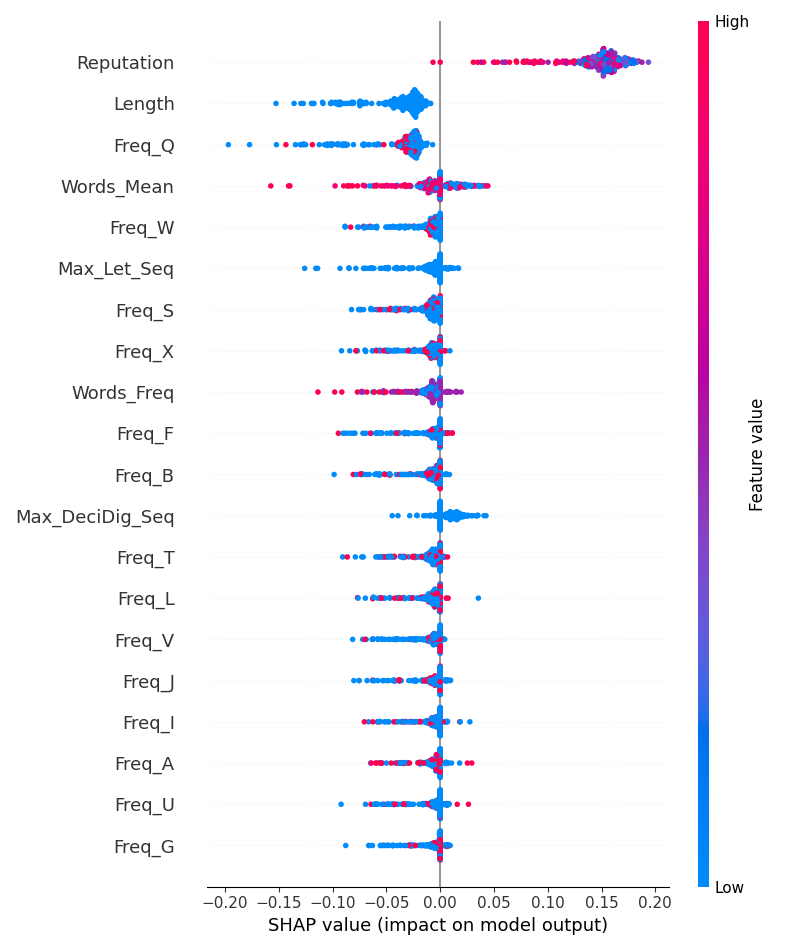 High
Reputation
Length
Freq_Q
Words_Mean
Freq_W
Max_Let_Seq
Freq_S
Freq_X
Words_Freq
Freq_F
Freq_B
Max_DeciDig_Seq
Freq_T
Freq_L
Freq_V
Freq_J
Freq_I
Freq_A
Freq_U
Freq_G
Feature value
Low
−0.20 −0.15 −0.10 −0.05 0.00 0.05 0.10 0.15 0.20
SHAP value (impact on model output)